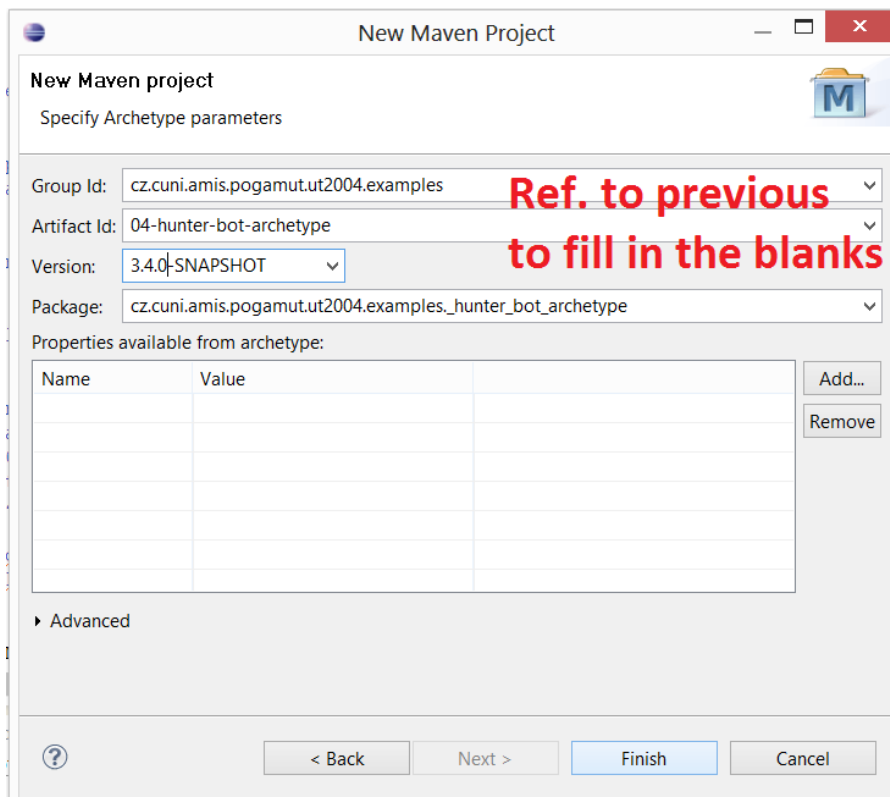 New Maven Project
New Maven project
Specify Archetype parameters
M
Group Id: cz.cuni.amis.pogamut.ut2004.examples
Artifact Id: 04-hunter-bot-archetype
Ref. to previous
to fill in the blanks
Version: 3.4.0-SNAPSHOT
Package: cz.cuni.amis.pogamut.ut2004.examples._hunter_bot_archetype
Properties available from archetype:
Name Value
Add...
Remove
Advanced
? < Back Next > Finish Cancel